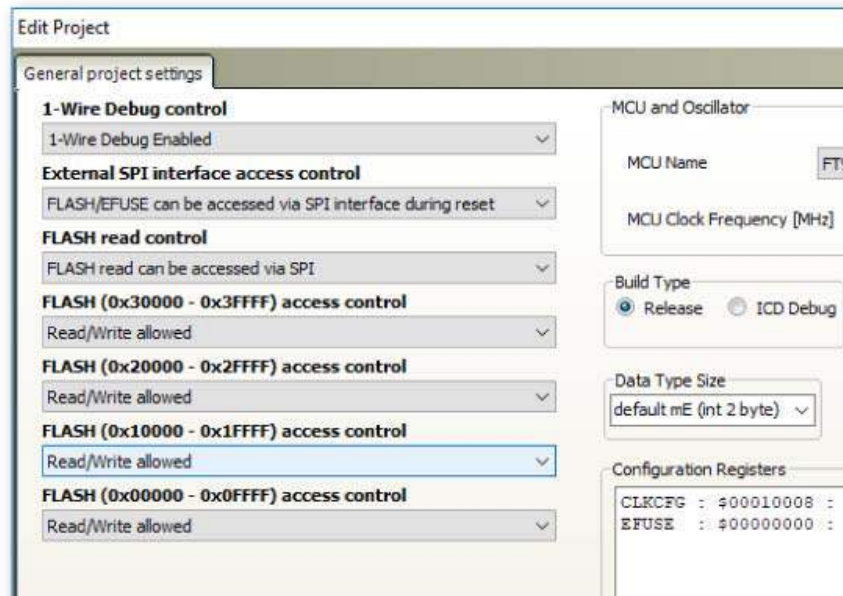 Edit Project
General project settings
1-Wire Debug control
1-Wire Debug Enabled
External SPI interface access control
FLASH/EFUSE can be accessed via SPI interface during reset
FLASH read control
FLASH read can be accessed via SPI
FLASH (0x30000 - 0x3FFFF) access control
Read/Write allowed
FLASH (0x20000 - 0x2FFFF) access control
Read/Write allowed
FLASH (0x10000 - 0x1FFFF) access control
Read/Write allowed
FLASH (0x00000 - 0x0FFFF) access control
Read/Write allowed
MCU and Oscillator
MCU Name
MCU Clock Frequency [MHz]
Build Type
Release ICD Debug
Data Type Size
default mE (int 2 byte)
Configuration Registers
CLKCFG : $00010008 :
EFUSE : $00000000 :